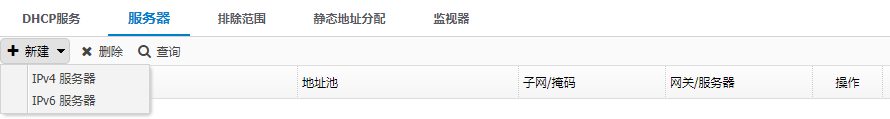 DHCP服务 服务器 排除范围 静态地址分配 监视器
新建 删除 查询
IPv4 服务器
地址池 子网/掩码 网关/服务器 操作
IPv6 服务器